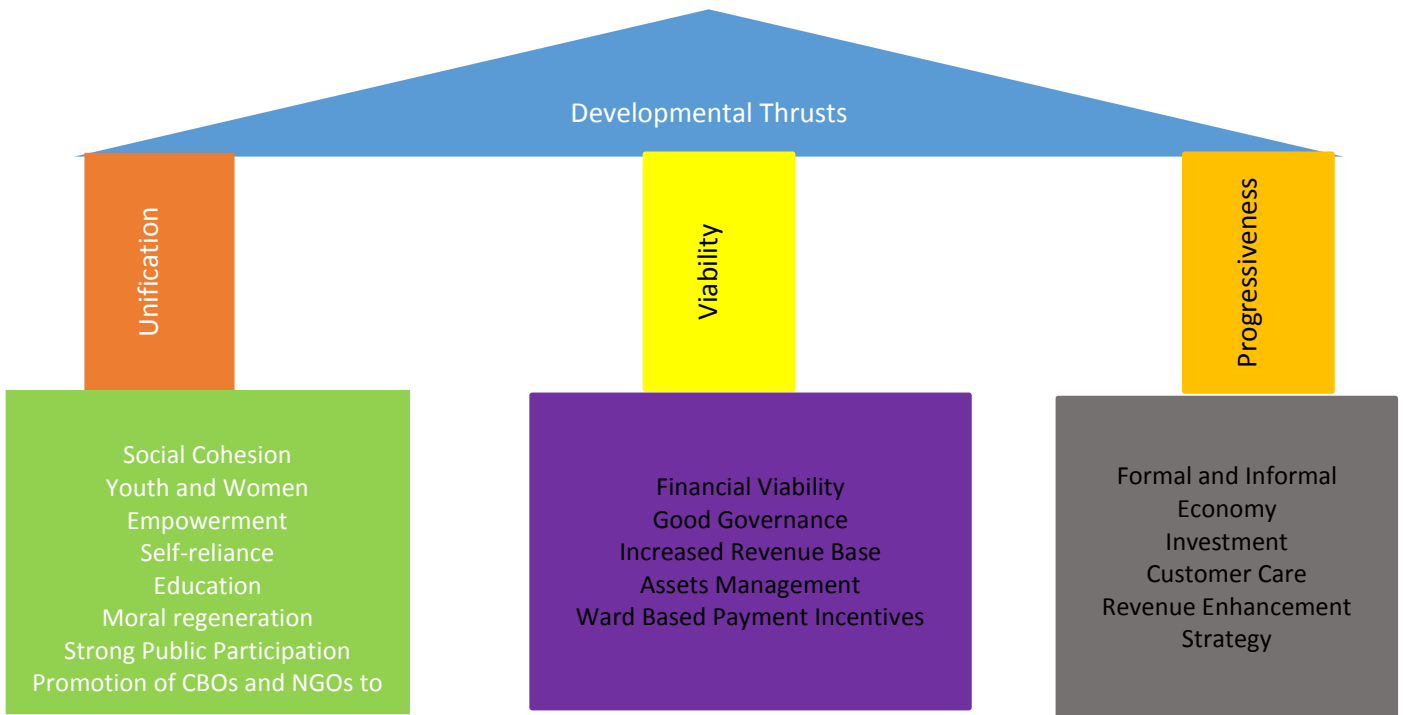 Developmental Thrusts
Unification
Viability
Progressiveness
Social Cohesion
Youth and Women
Empowerment
Self-reliance
Education
Moral regeneration
Strong Public Participation
Promotion of CBOs and NGOs to
Financial Viability
Good Governance
Increased Revenue Base
Assets Management
Ward Based Payment Incentives
Formal and Informal
Economy
Investment
Customer Care
Revenue Enhancement
Strategy